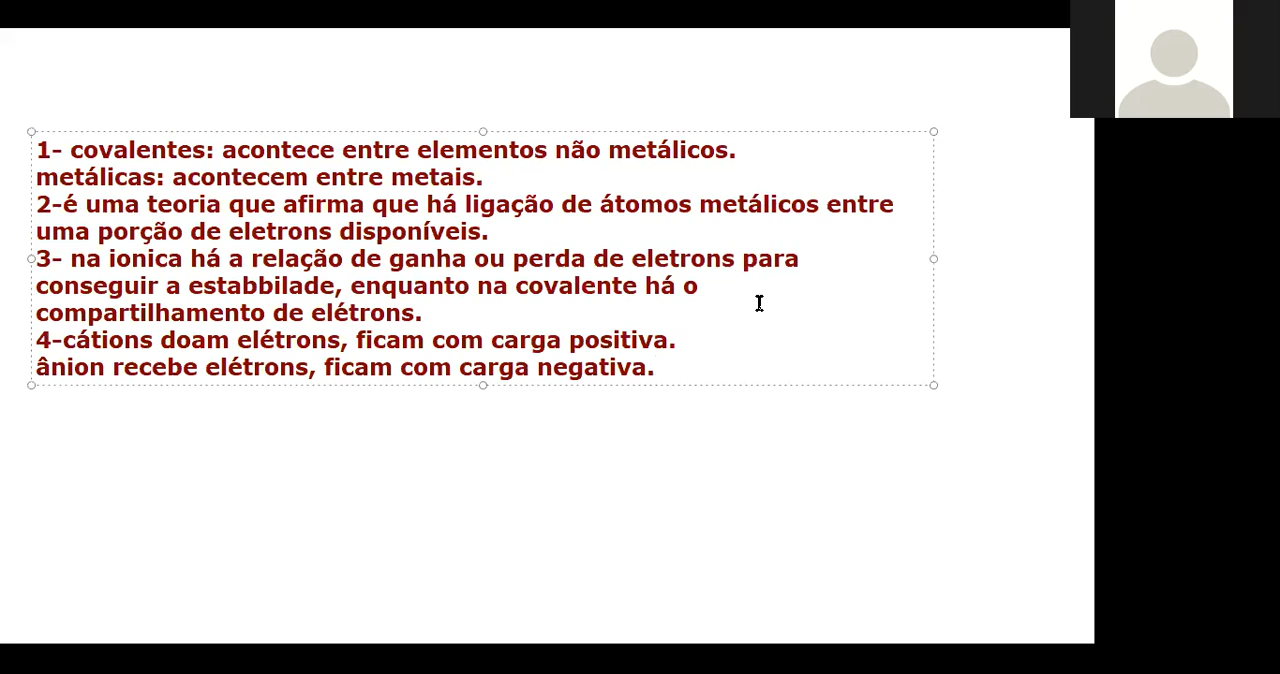 1- covalentes: acontece entre elementos não metálicos.
metálicas: acontecem entre metais.
2-é uma teoria que afirma que há ligação de átomos metálicos entre
uma porção de eletrons disponíveis.
3- na ionica há a relação de ganha ou perda de eletrons para
conseguir a estabbilade, enquanto na covalente há o
compartilhamento de elétrons.
4-cátions doam elétrons, ficam com carga positiva.
ânion recebe elétrons, ficam com carga negativa.